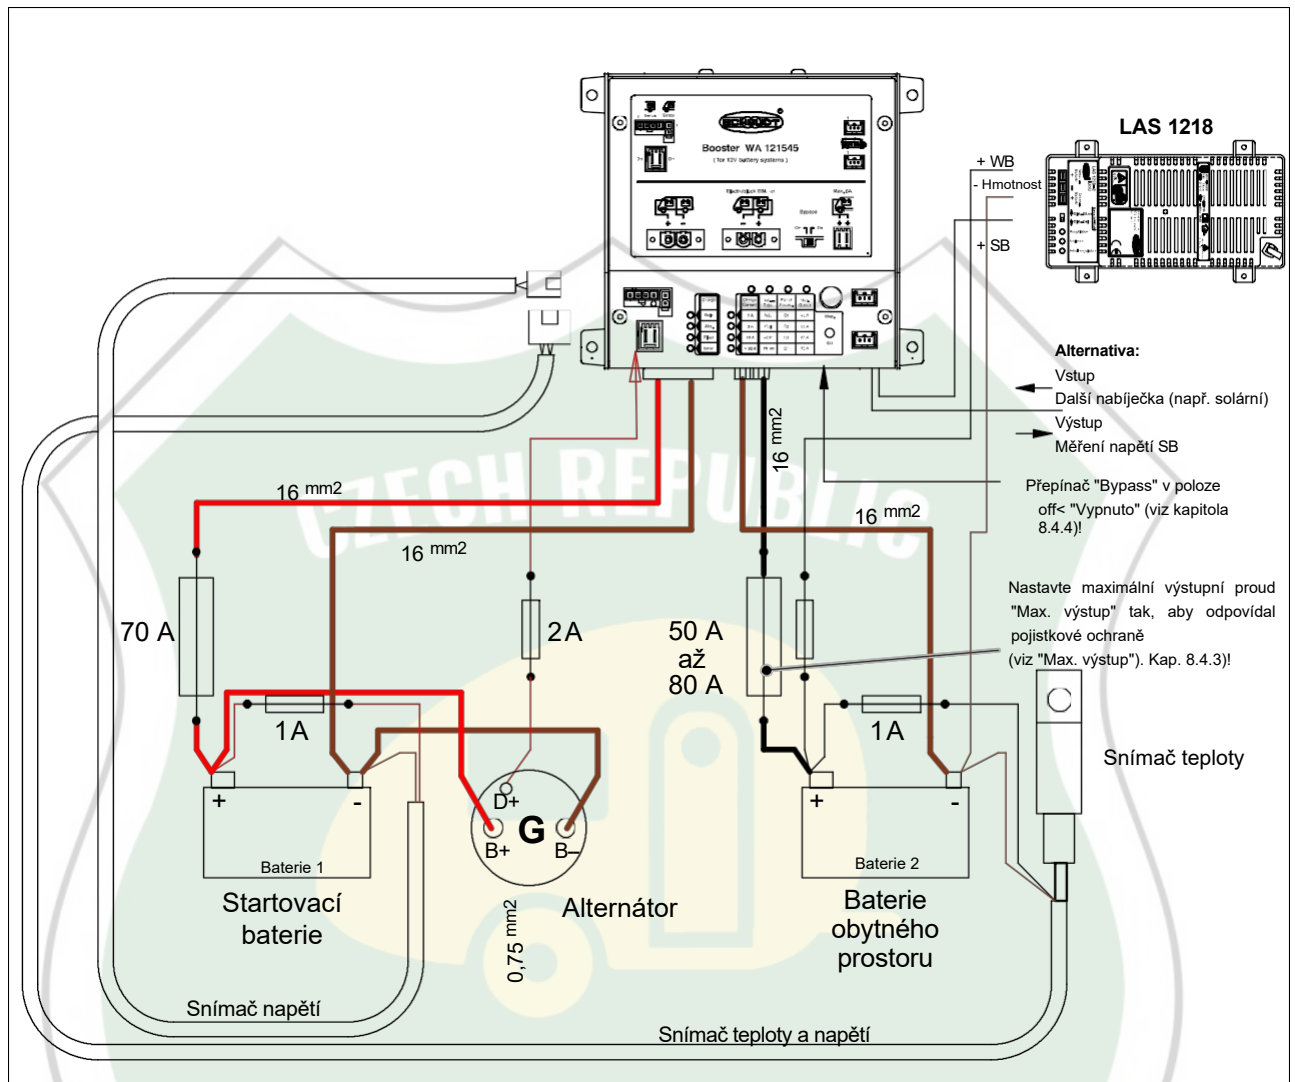 SCHAUDT
Booster WA 121545
( for 12V battery systems )
LAS 1218
+ WB
- Hmotnost
+ SB
Alternativa:
Vstup
Další nabíječka (např. solární)
Výstup
Měření napětí SB
Přepínač "Bypass" v poloze
off< "Vypnuto" (viz kapitola
8.4.4)!
Nastavte maximální výstupní proud
"Max. výstup" tak, aby odpovídal
pojistkové ochraně
(viz "Max. výstup"). Kap. 8.4.3)!
CZECH REPUBLIC
16 mm2
16 mm2
16 mm2
16 mm2
70 A
2 A
50 A
až
80 A
1 A
1 A
+
-
Baterie 1
Startovací
baterie
D+
G
B+
B–
Alternátor
0,75 mm2
+
-
Baterie 2
Baterie
obytného
prostoru
Snímač teploty
Snímač napětí
Snímač teploty a napětí